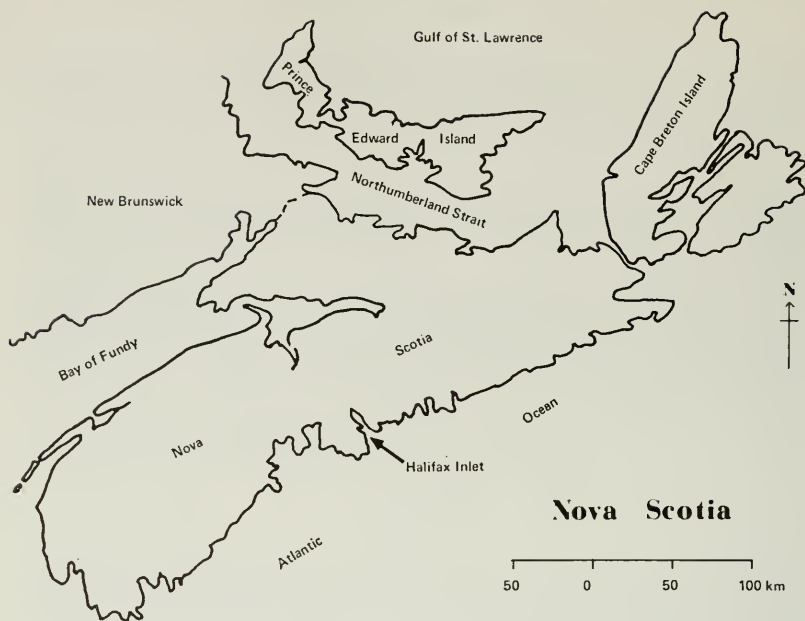 Gulf of St. Lawrence
Prince
Edward Island
Cape Breton Island
New Brunswick
Northumberland Strait
N
Bay of Fundy
Scotia
Ocean
Nova
Halifax Inlet
Nova Scotia
Atlantic
50 0 50 100 km